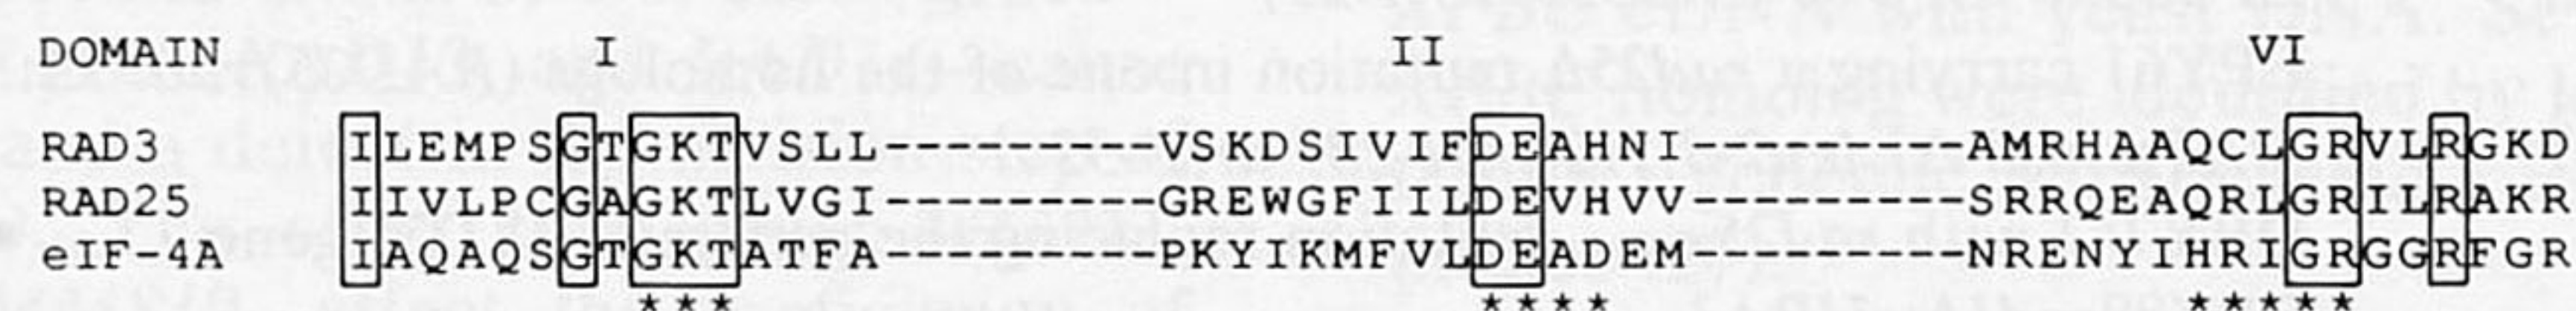 DOMAIN I II VI
RAD3 ILEMPSGTGKTVSLL---------VSKDSIVIFDEAHNI---------AMRHAAQCLGRVLRGKD
RAD25 IIVLPCGAGKTLVGI---------GREWGFIILDEVHVV---------SRRQEAQRLGRILRAKR
eIF-4A IAQAQSGTGKTATFA---------PKYIKMFVLDEADEM---------NRENYIHRIGRGGRFGR
*** **** *****